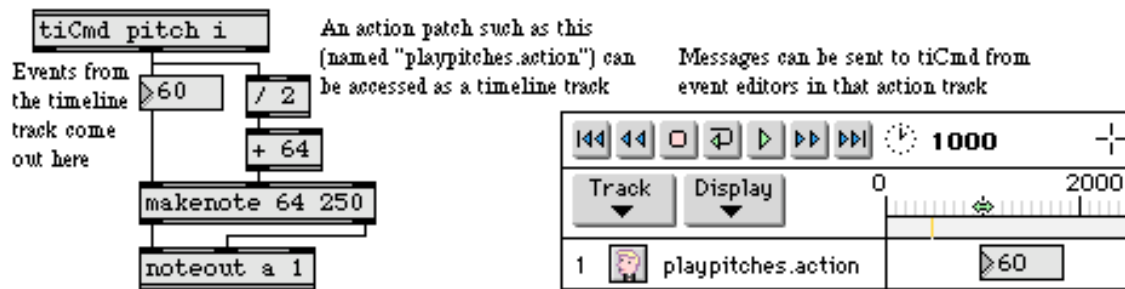 tiCmd pitch i
Events from
the timeline
track come
out here
60
/ 2
+ 64
makenote 64 250
noteout a 1
An action patch such as this
(named "playpitches.action") can
be accessed as a timeline track
Messages can be sent to tiCmd from
event editors in that action track
1000
Track
Display
0
2000
1
playpitches.action
60